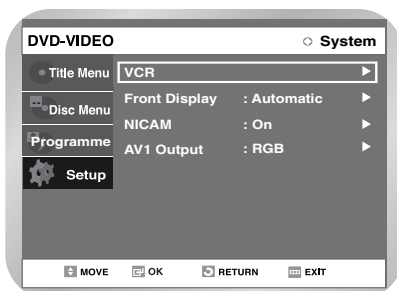 DVD-VIDEO System
Title Menu VCR
Disc Menu Front Display : Automatic
NICAM : On
Programme AV1 Output : RGB
Setup
MOVE OK RETURN EXIT